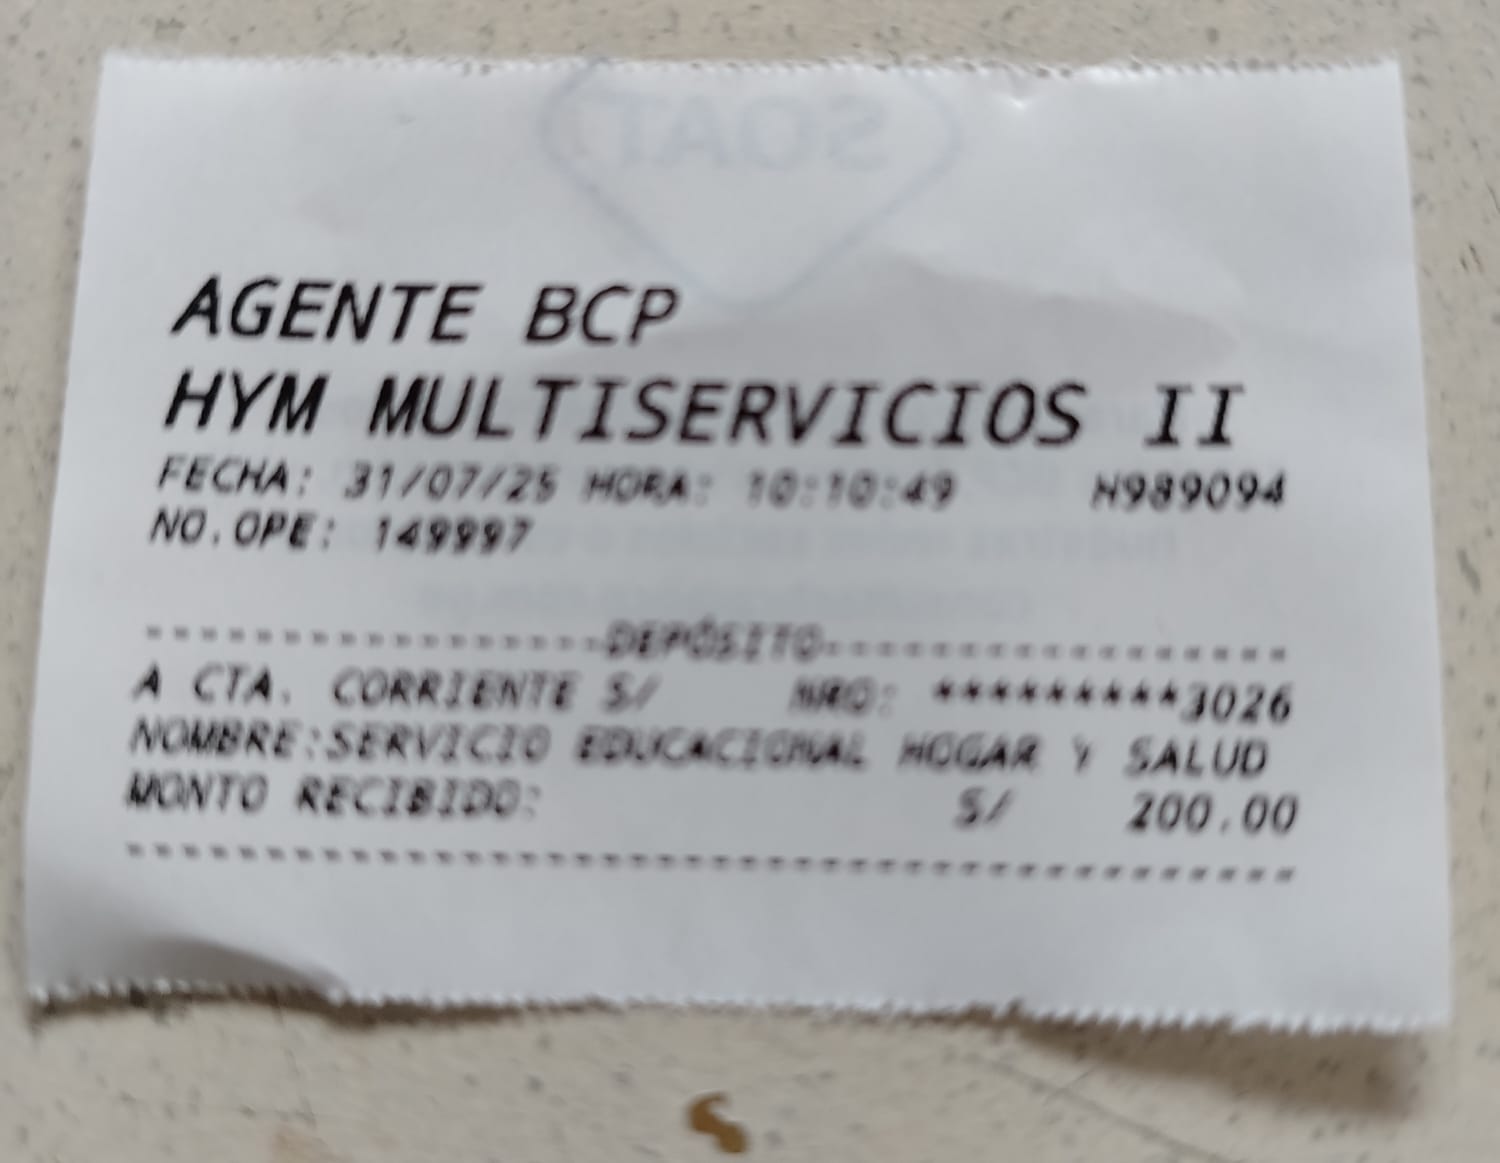 SOAT
AGENTE BCP
HYM MULTISERVICIOS II
FECHA: 31/07/25 HORA: 10:10:49 H989094
NO.OPE: 149997
------------------DEPÓSITO------------------
A CTA. CORRIENTE S/ NRO: *********3026
NOMBRE:SERVICIO EDUCACIONAL HOGAR Y SALUD
MONTO RECIBIDO: S/ 200.00